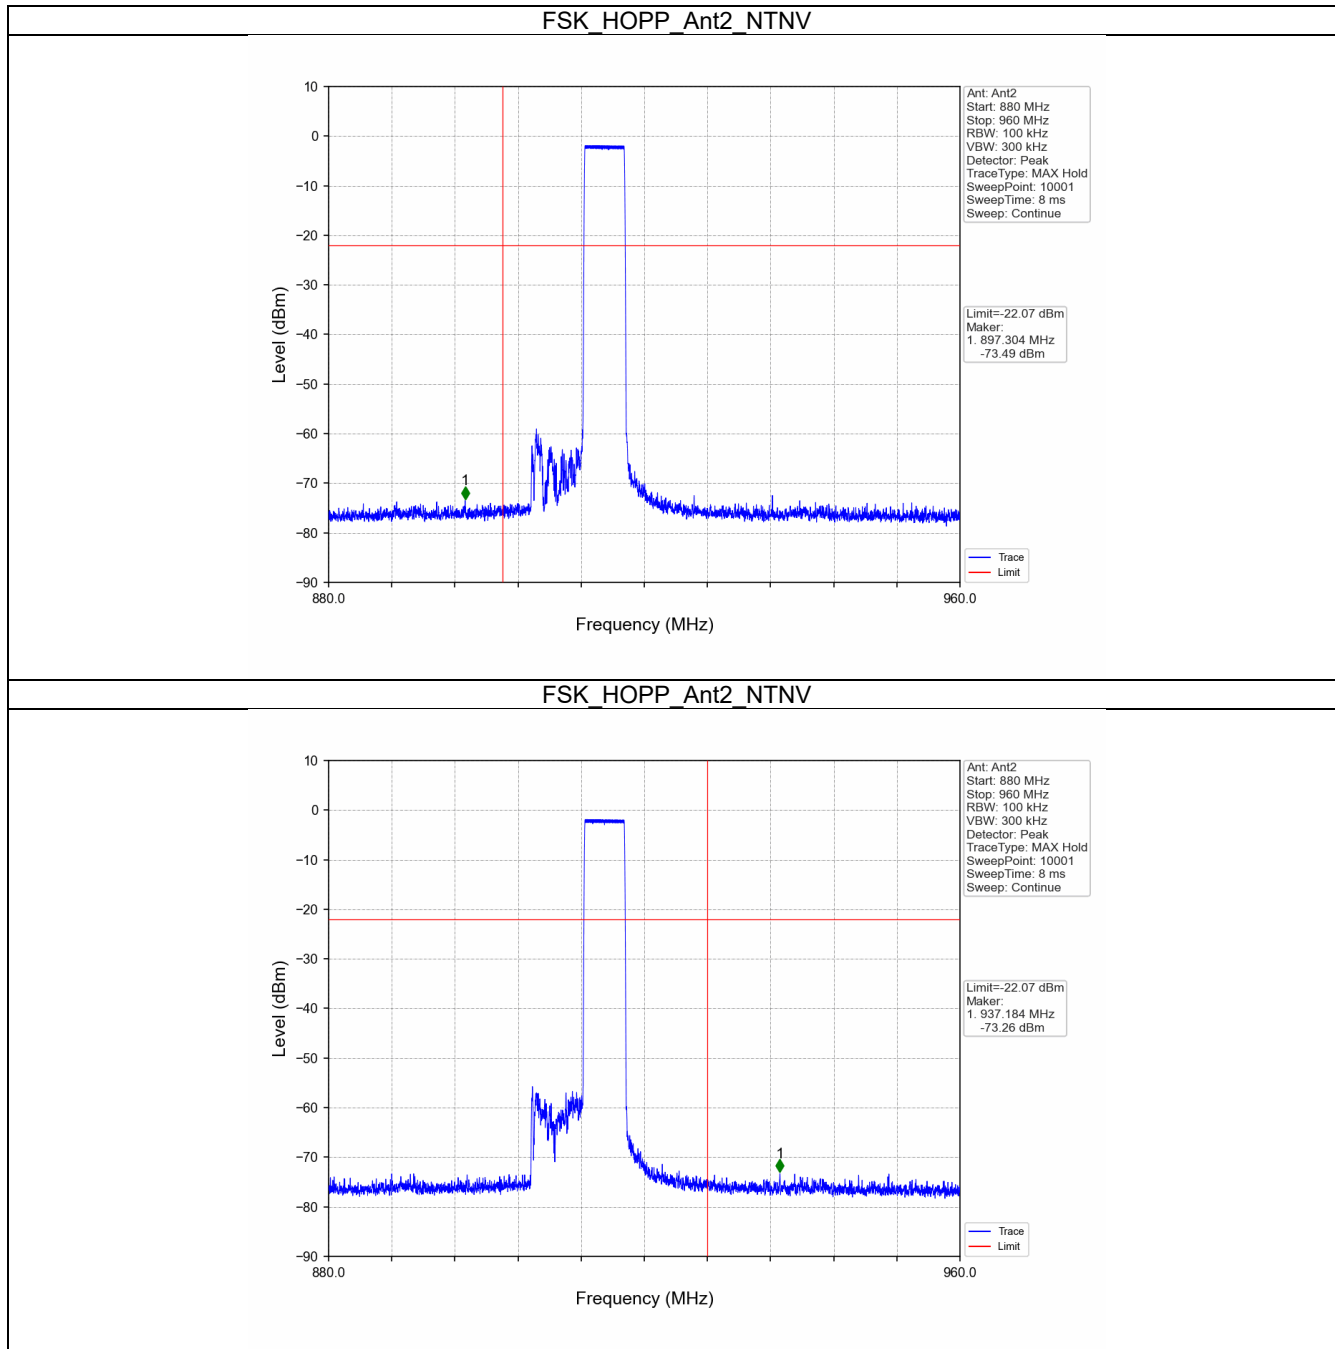 FSK_HOPP_Ant2_NTNV
10
0
−10
−20
−30
−40
−50
−60
−70
−80
−90
Level (dBm)
1
880.0
960.0
Frequency (MHz)
Ant: Ant2
Start: 880 MHz
Stop: 960 MHz
RBW: 100 kHz
VBW: 300 kHz
Detector: Peak
TraceType: MAX Hold
SweepPoint: 10001
SweepTime: 8 ms
Sweep: Continue
Limit=-22.07 dBm
Maker:
1. 897.304 MHz
-73.49 dBm
Trace
Limit
FSK_HOPP_Ant2_NTNV
10
0
−10
−20
−30
−40
−50
−60
−70
−80
−90
Level (dBm)
1
880.0
960.0
Frequency (MHz)
Ant: Ant2
Start: 880 MHz
Stop: 960 MHz
RBW: 100 kHz
VBW: 300 kHz
Detector: Peak
TraceType: MAX Hold
SweepPoint: 10001
SweepTime: 8 ms
Sweep: Continue
Limit=-22.07 dBm
Maker:
1. 937.184 MHz
-73.26 dBm
Trace
Limit